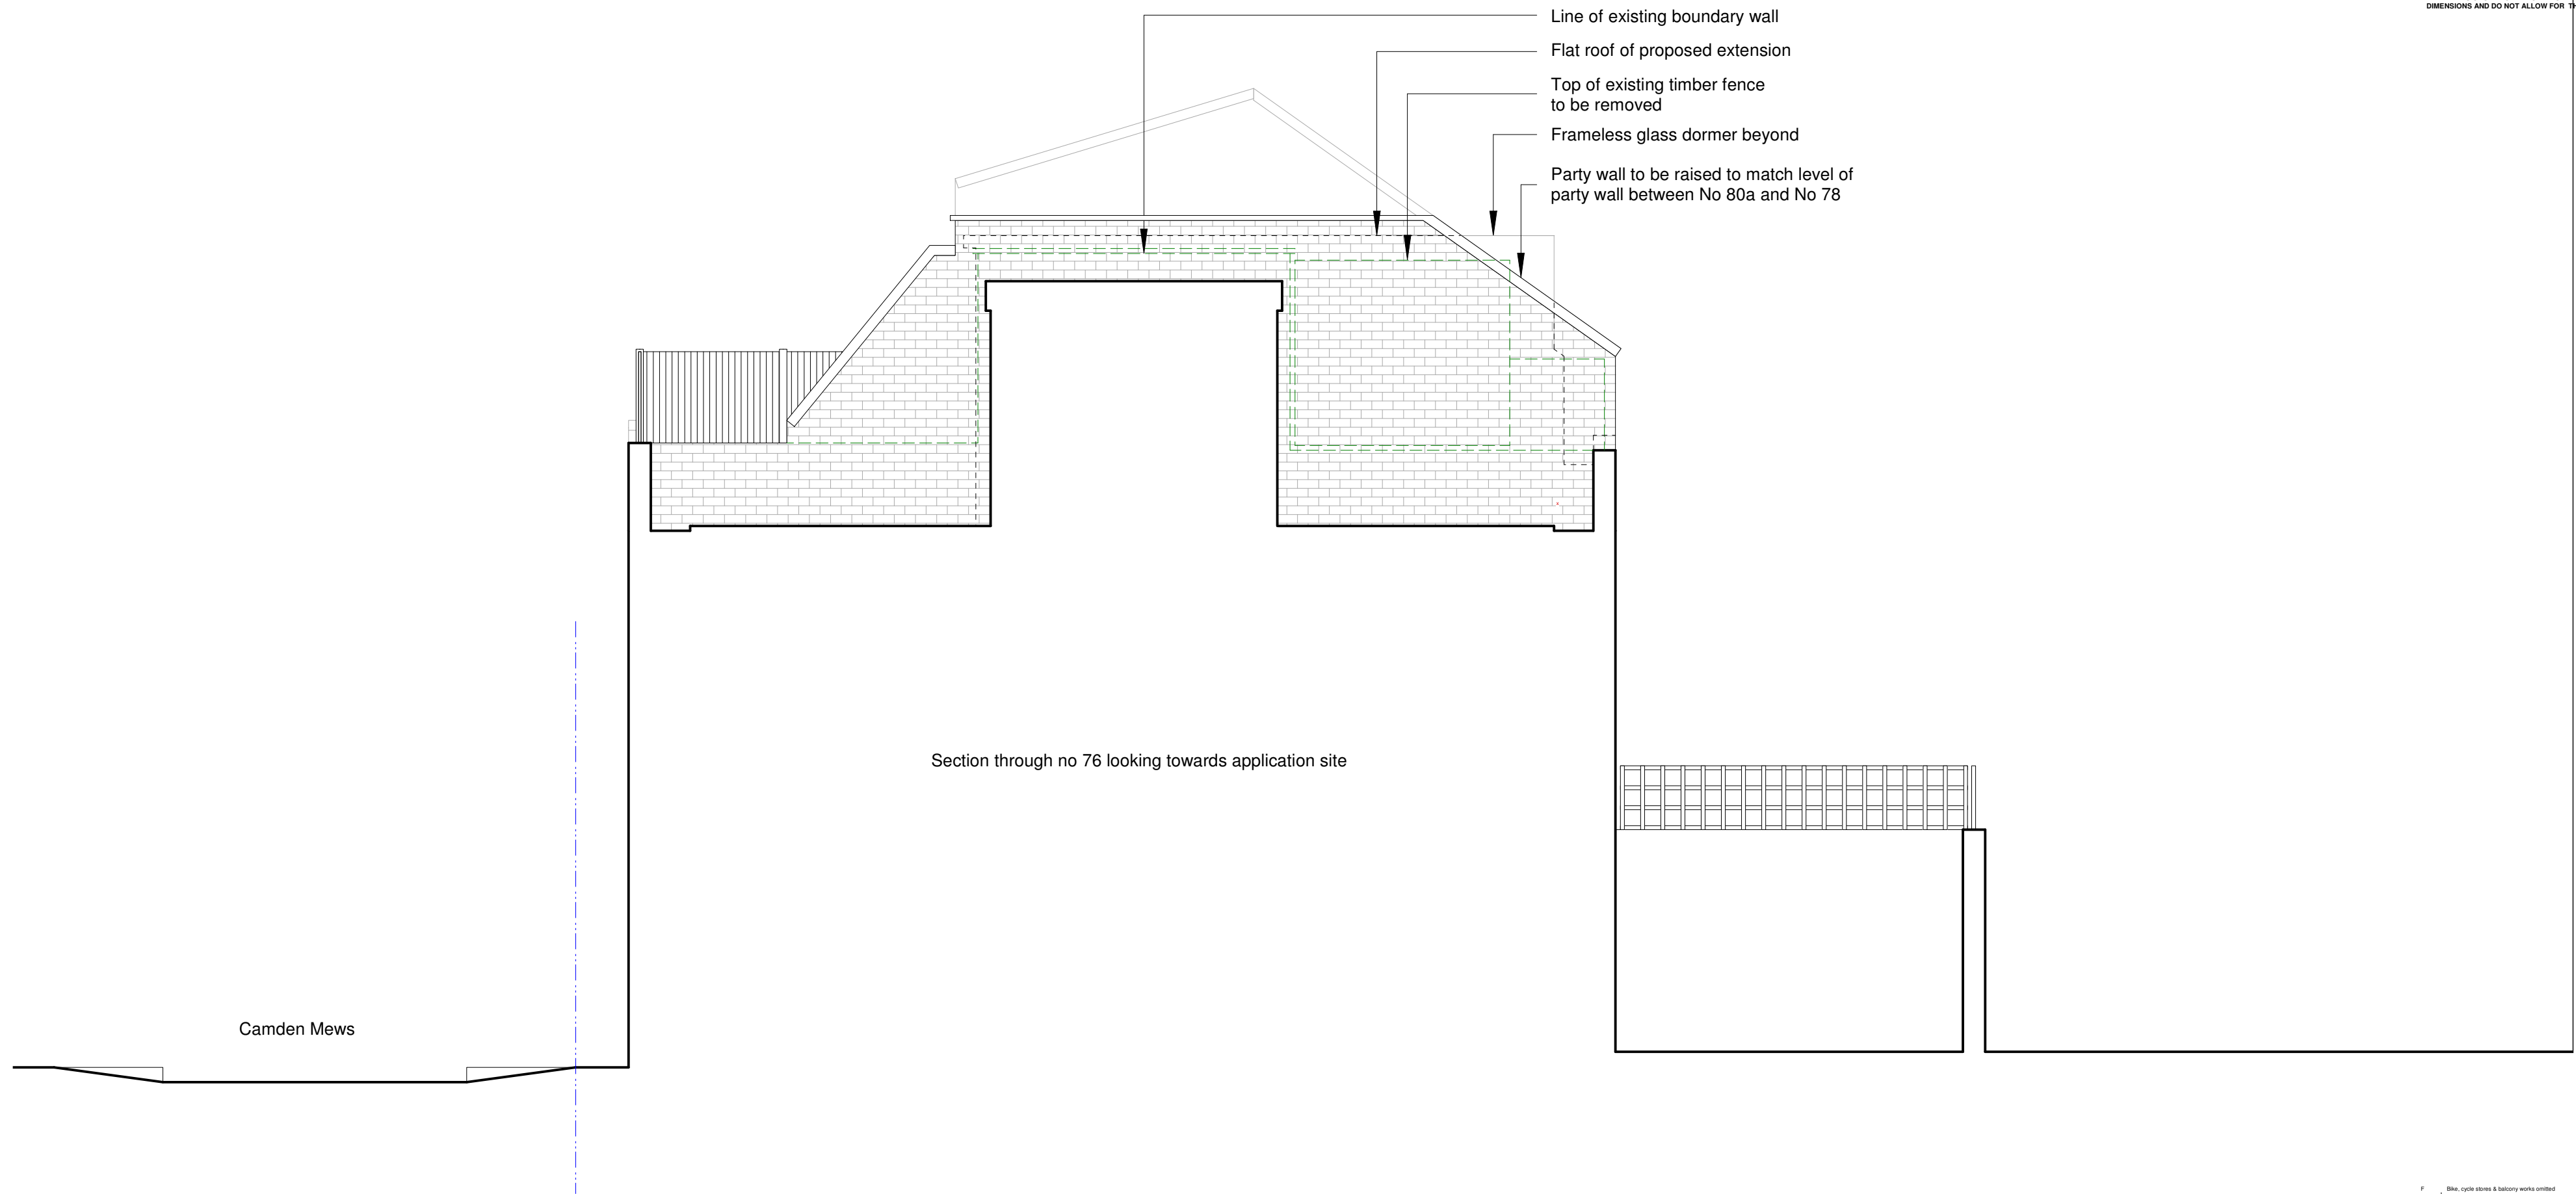 DIMENSIONS AND DO NOT ALLOW FOR
Line of existing boundary wall
Flat roof of proposed extension
Top of existing timber fence
to be removed
Frameless glass dormer beyond
Party wall to be raised to match level of
party wall between No 80a and No 78
Section through no 76 looking towards application site
Camden Mews
F Bike, cycle stores & balcony works omitted